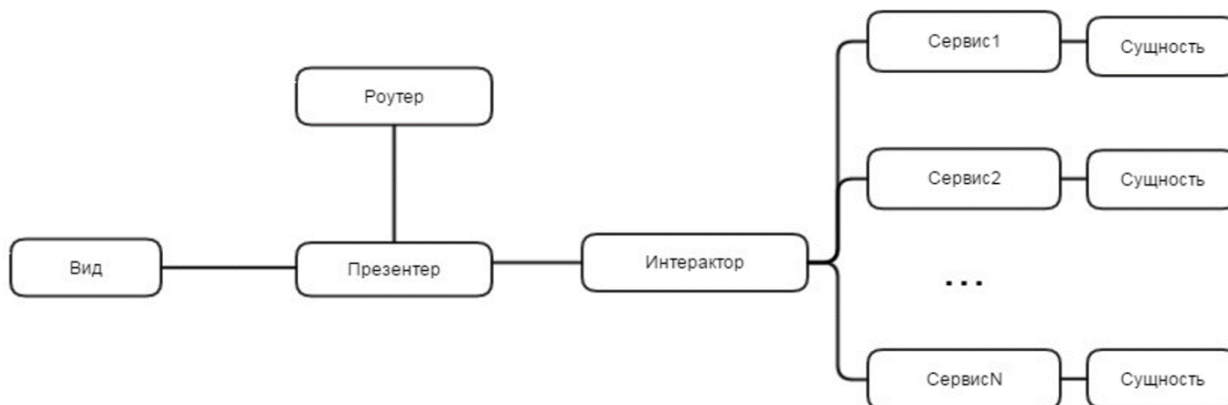 Сервис1
Сущность
Роутер
Сервис2
Сущность
Вид
Презентер
Интерактор
...
СервисN
Сущность